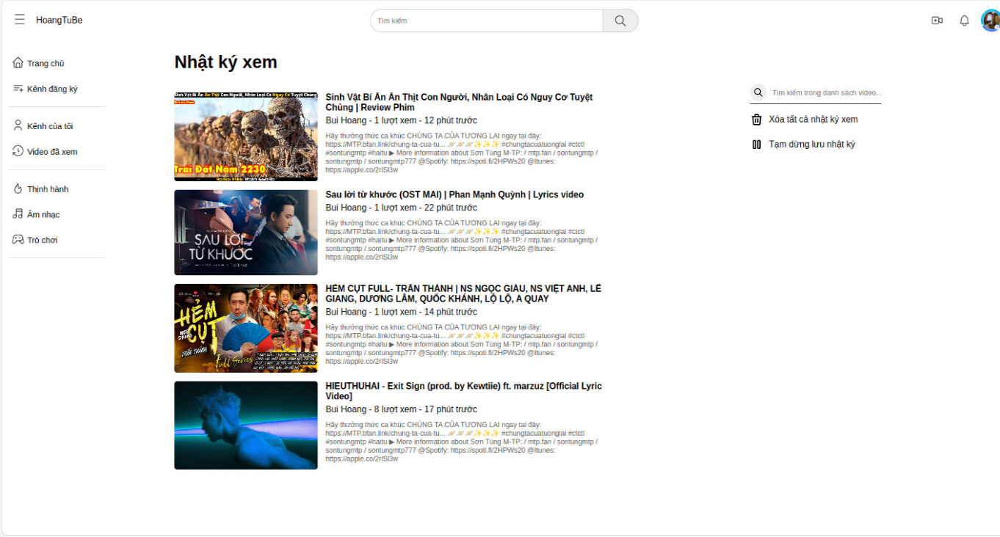 HoangTuBe
Tìm kiếm
Trang chủ
Kênh đăng ký
Kênh của tôi
Video đã xem
Thịnh hành
Âm nhạc
Trò chơi
Nhật ký xem
Sinh Vật Bí Ẩn Ăn Thịt Con Người, Nhân Loại Có Nguy Cơ Tuyệt Chủng
Review Phim
Trái Đất Năm 2230
Review Phim: Watch Godzilla
Sinh Vật Bí Ẩn Ăn Thịt Con Người, Nhân Loại Có Nguy Cơ Tuyệt
Chủng | Review Phim
Bui Hoang - 1 lượt xem - 12 phút trước
Hãy thưởng thức ca khúc CHÚNG TA CỦA TƯƠNG LAI ngay tại đây:
https://MTP.bfan.link/chung-ta-cua-tu... 🪐🪐🪐✨✨✨ #chungtacuatuonglai #ctctl
#sontungmtp #haitu ▶ More information about Sơn Tùng M-TP: / mtp.fan / sontungmtp /
sontungmtp / sontungmtp777 @Spotify: https://spoti.fi/2HPWs20 @Itunes:
https://apple.co/2rlSl3w
SAU LỜI
TỪ KHƯỚC
Sau lời từ khước (OST MAI) | Phan Mạnh Quỳnh | Lyrics video
Bui Hoang - 1 lượt xem - 22 phút trước
Hãy thưởng thức ca khúc CHÚNG TA CỦA TƯƠNG LAI ngay tại đây:
https://MTP.bfan.link/chung-ta-cua-tu... 🪐🪐🪐✨✨✨ #chungtacuatuonglai #ctctl
#sontungmtp #haitu ▶ More information about Sơn Tùng M-TP: / mtp.fan / sontungmtp /
sontungmtp / sontungmtp777 @Spotify: https://spoti.fi/2HPWs20 @Itunes:
https://apple.co/2rlSl3w
HẺM
WEB DRAMA
CỤT
TRẤN THÀNH
Full Series
HẺM CỤT FULL- TRẤN THÀNH | NS NGỌC GIÀU, NS VIỆT ANH, LÊ
GIANG, DƯƠNG LÂM, QUỐC KHÁNH, LỘ LỘ, A QUAY
Bui Hoang - 1 lượt xem - 14 phút trước
Hãy thưởng thức ca khúc CHÚNG TA CỦA TƯƠNG LAI ngay tại đây:
https://MTP.bfan.link/chung-ta-cua-tu... 🪐🪐🪐✨✨✨ #chungtacuatuonglai #ctctl
#sontungmtp #haitu ▶ More information about Sơn Tùng M-TP: / mtp.fan / sontungmtp /
sontungmtp / sontungmtp777 @Spotify: https://spoti.fi/2HPWs20 @Itunes:
https://apple.co/2rlSl3w
HIEUTHUHAI - Exit Sign (prod. by Kewtiie) ft. marzuz [Official Lyric
Video]
Bui Hoang - 8 lượt xem - 17 phút trước
Hãy thưởng thức ca khúc CHÚNG TA CỦA TƯƠNG LAI ngay tại đây:
https://MTP.bfan.link/chung-ta-cua-tu... 🪐🪐🪐✨✨✨ #chungtacuatuonglai #ctctl
#sontungmtp #haitu ▶ More information about Sơn Tùng M-TP: / mtp.fan / sontungmtp /
sontungmtp / sontungmtp777 @Spotify: https://spoti.fi/2HPWs20 @Itunes:
https://apple.co/2rlSl3w
Tìm kiếm trong danh sách video...
Xóa tất cả nhật ký xem
Tạm dừng lưu nhật ký